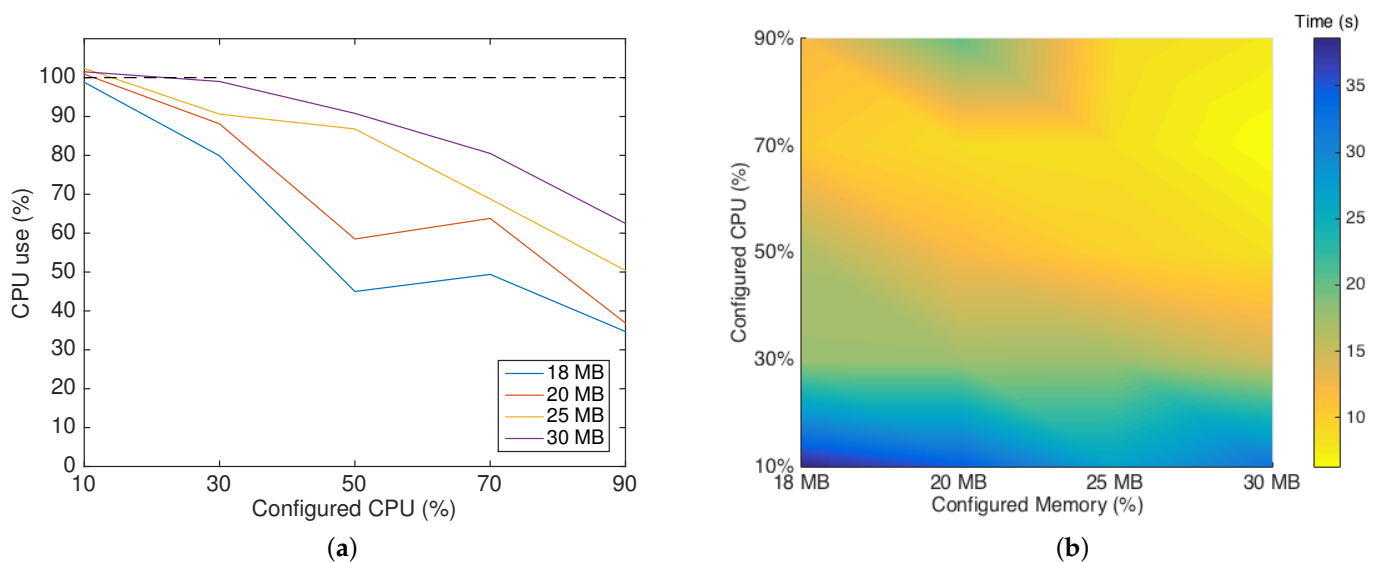 100
90
80
70
60
50
40
30
20
10
0
CPU use (%)
18 MB
20 MB
25 MB
30 MB
10 30 50 70 90
Configured CPU (%)
(a)
Time (s)
90%
70%
50%
30%
10%
Configured CPU (%)
18 MB 20 MB 25 MB 30 MB
Configured Memory (%)
35
30
25
20
15
10
(b)